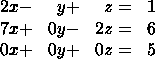 2x− y+ z = 1
7x+ 0y− 2z = 6
0x+ 0y+ 0z = 5